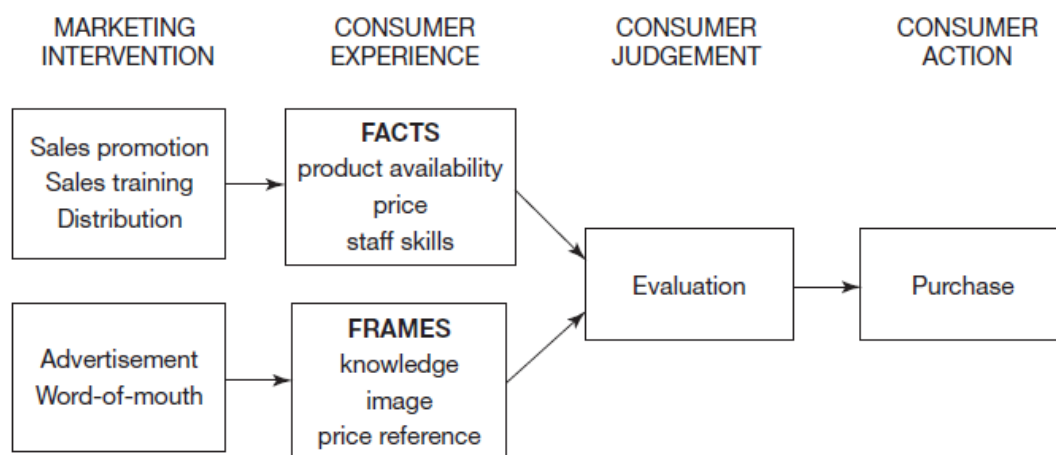 MARKETING
INTERVENTION
CONSUMER
EXPERIENCE
CONSUMER
JUDGEMENT
CONSUMER
ACTION
Sales promotion
Sales training
Distribution
FACTS
product availability
price
staff skills
Advertisement
Word-of-mouth
FRAMES
knowledge
image
price reference
Evaluation
Purchase